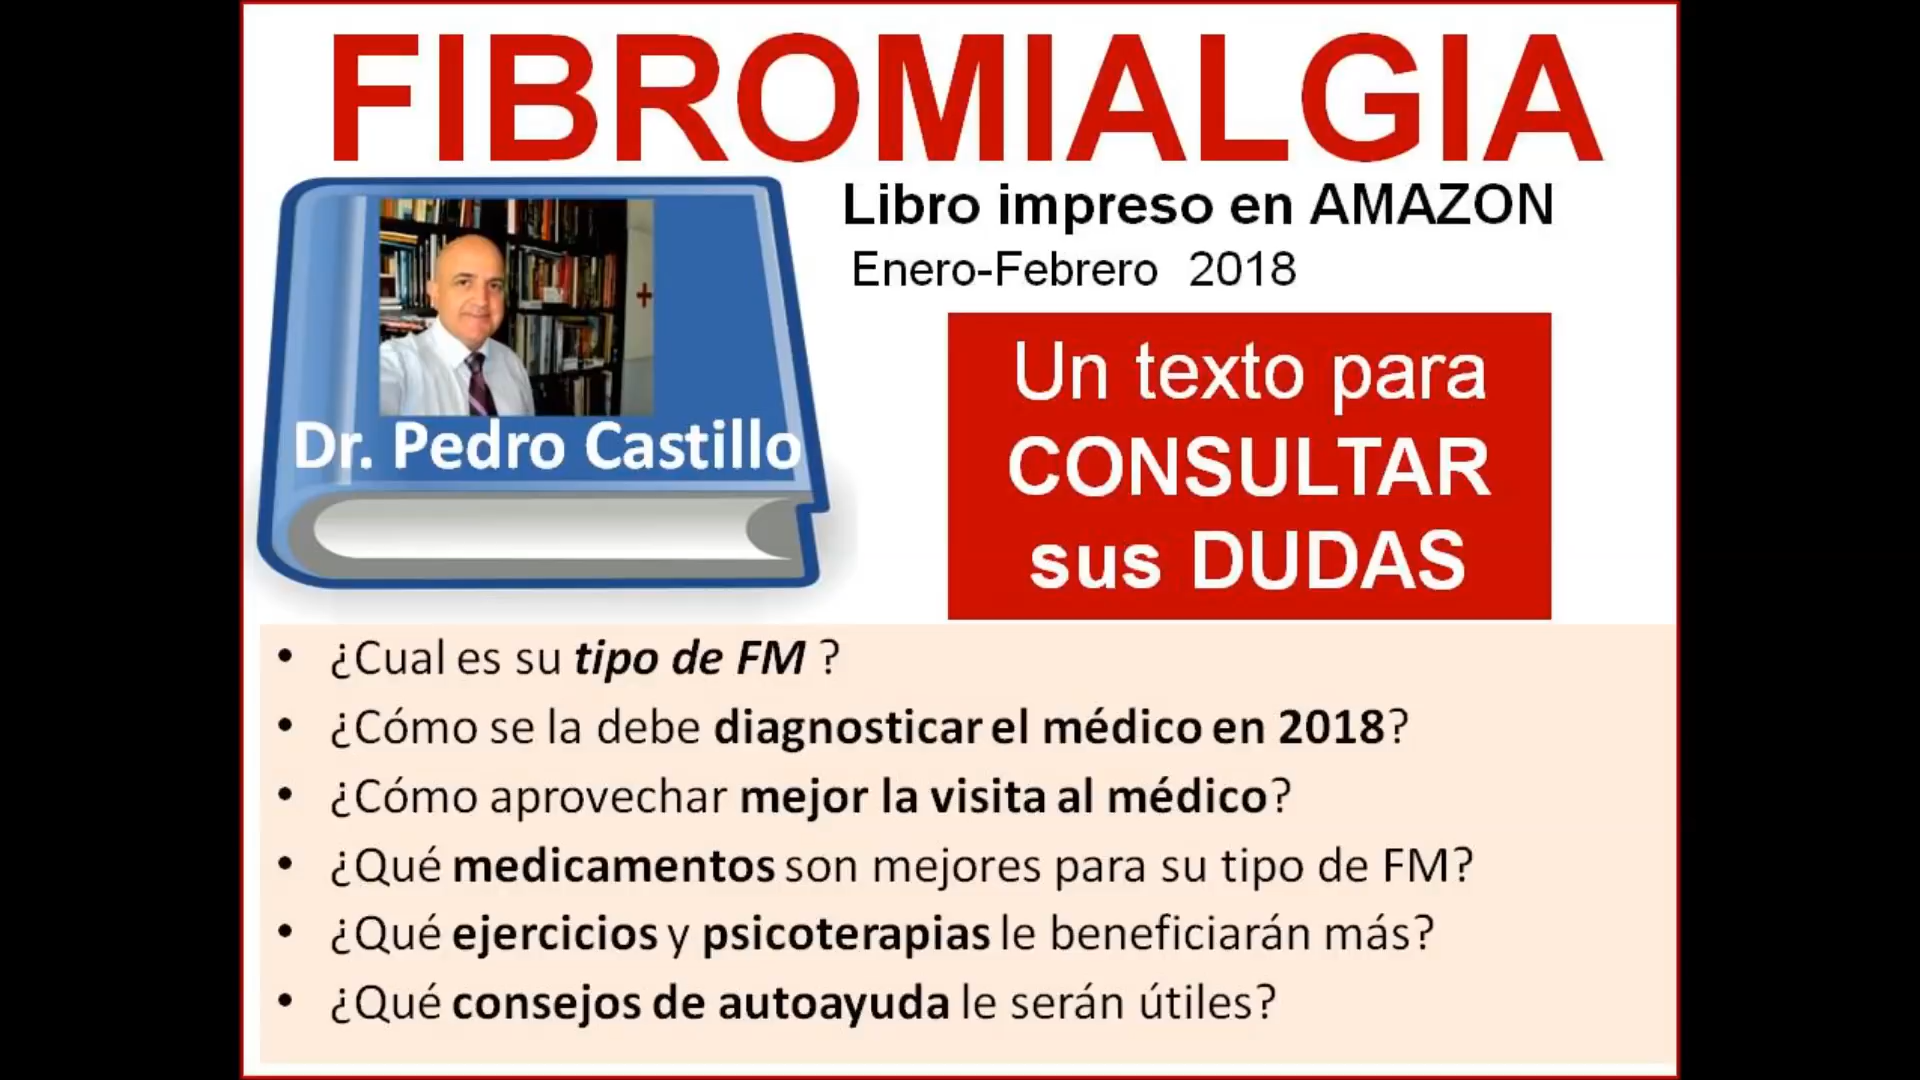 FIBROMIALGIA
Libro impreso en AMAZON
Enero-Febrero 2018
Dr. Pedro Castillo
Un texto para
CONSULTAR
sus DUDAS
• ¿Cual es su tipo de FM ?
• ¿Cómo se la debe diagnosticar el médico en 2018?
• ¿Cómo aprovechar mejor la visita al médico?
• ¿Qué medicamentos son mejores para su tipo de FM?
• ¿Qué ejercicios y psicoterapias le beneficiarán más?
• ¿Qué consejos de autoayuda le serán útiles?